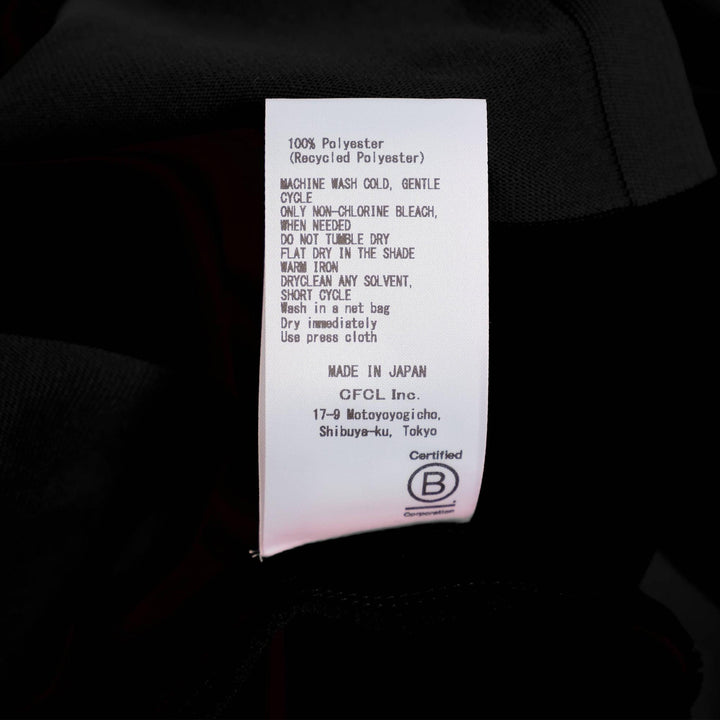 100% Polyester
(Recycled Polyester)
MACHINE WASH COLD, GENTLE
CYCLE
ONLY NON-CHLORINE BLEACH,
WHEN NEEDED
DO NOT TUMBLE DRY
FLAT DRY IN THE SHADE
WARM IRON
DRYCLEAN ANY SOLVENT,
SHORT CYCLE
Wash in a net bag
Dry immediately
Use press cloth
MADE IN JAPAN
CFCL Inc.
17-9 Motoyoyogicho,
Shibuya-ku, Tokyo
Certified
B
Corporation